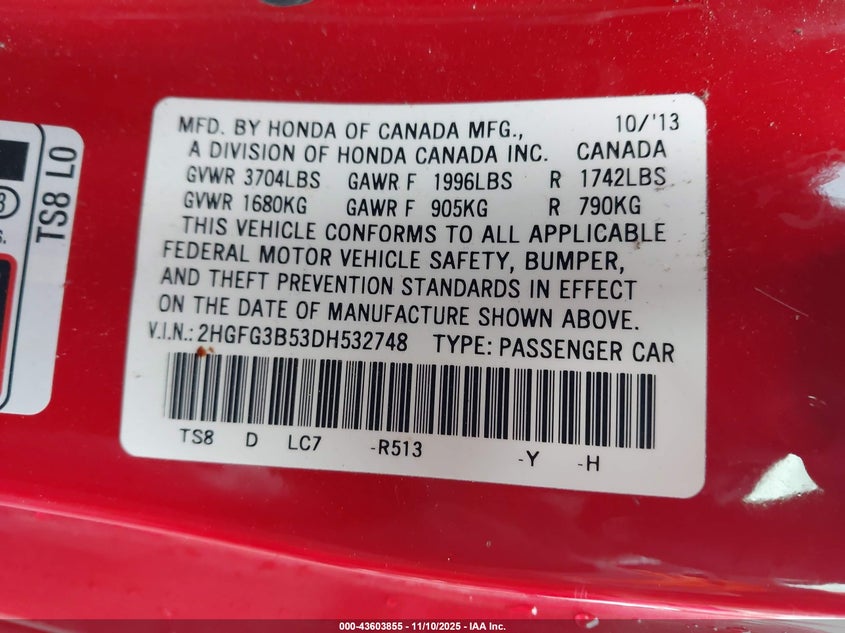 MFD. BY HONDA OF CANADA MFG., 10/'13
A DIVISION OF HONDA CANADA INC. CANADA
GVWR 3704LBS GAWR F 1996LBS R 1742LBS
GVWR 1680KG GAWR F 905KG R 790KG
THIS VEHICLE CONFORMS TO ALL APPLICABLE
FEDERAL MOTOR VEHICLE SAFETY, BUMPER,
AND THEFT PREVENTION STANDARDS IN EFFECT
ON THE DATE OF MANUFACTURE SHOWN ABOVE.
V.I.N.: 2HGFG3B53DH532748 TYPE: PASSENGER CAR
TS8 D LC7 -R513 -Y -H
TS8 L0
000-43603855 - 11/10/2025 - IAA Inc.